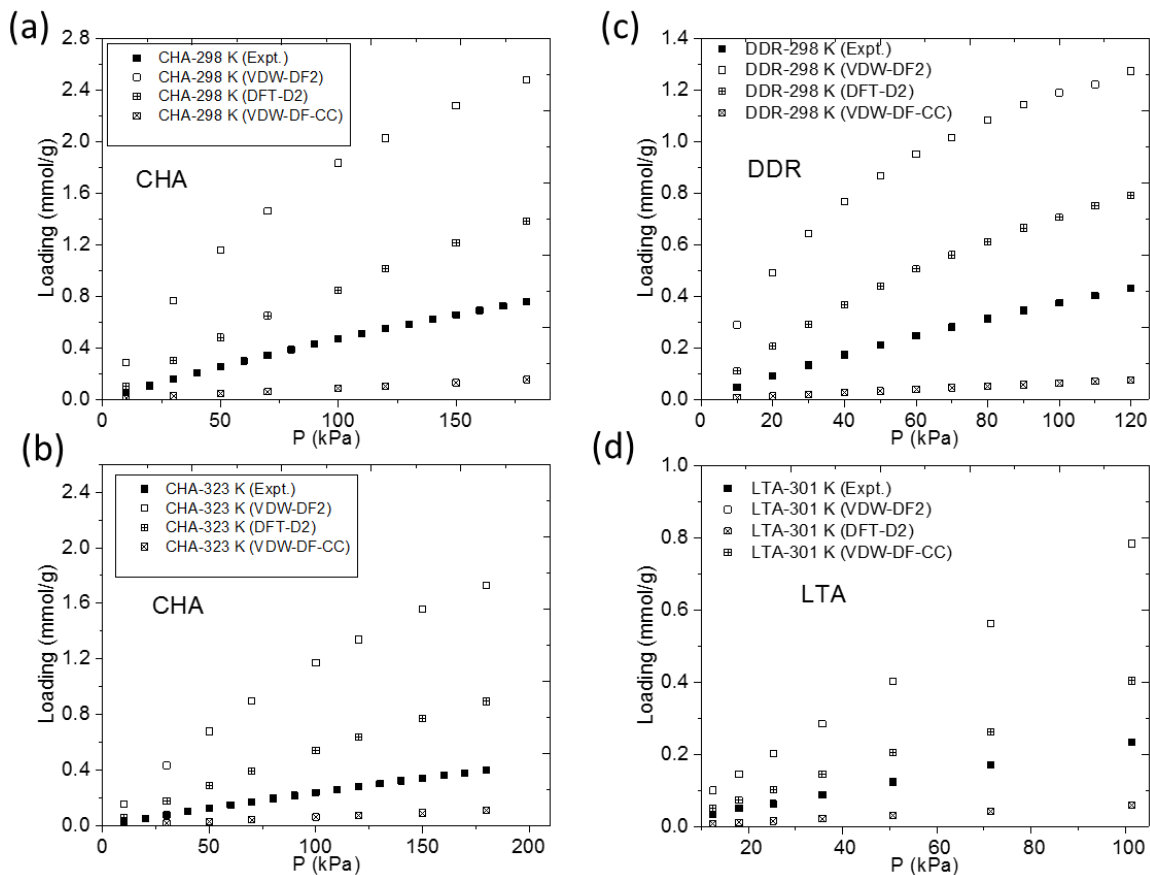 (a)
2.8
2.4
2.0
1.6
1.2
0.8
0.4
0.0
Loading (mmol/g)
CHA-298 K (Expt.)
CHA-298 K (VDW-DF2)
CHA-298 K (DFT-D2)
CHA-298 K (VDW-DF-CC)
CHA
0 50 100 150
P (kPa)
(b)
2.4
2.0
1.6
1.2
0.8
0.4
0.0
Loading (mmol/g)
CHA-323 K (Expt.)
CHA-323 K (VDW-DF2)
CHA-323 K (DFT-D2)
CHA-323 K (VDW-DF-CC)
CHA
0 50 100 150 200
P (kPa)
(c)
1.4
1.2
1.0
0.8
0.6
0.4
0.2
0.0
Loading (mmol/g)
DDR-298 K (Expt.)
DDR-298 K (VDW-DF2)
DDR-298 K (DFT-D2)
DDR-298 K (VDW-DF-CC)
DDR
0 20 40 60 80 100 120
P (kPa)
(d)
1.0
0.8
0.6
0.4
0.2
0.0
Loading (mmol/g)
LTA-301 K (Expt.)
LTA-301 K (VDW-DF2)
LTA-301 K (DFT-D2)
LTA-301 K (VDW-DF-CC)
LTA
20 40 60 80 100
P (kPa)